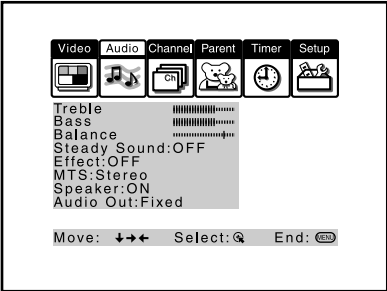 Video Audio Channel Parent Timer Setup
Ch
Treble
Bass
Balance
Steady Sound:OFF
Effect:OFF
MTS:Stereo
Speaker:ON
Audio Out:Fixed
Move: ↓→← Select: End: MENU